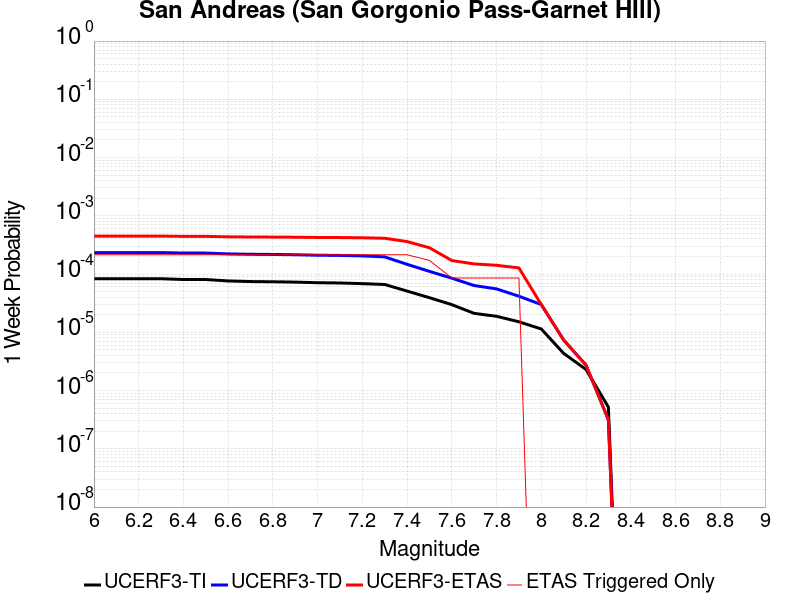 San Andreas (San Gorgonio Pass-Garnet HIll)
10^0
10^-1
10^-2
10^-3
10^-4
10^-5
10^-6
10^-7
10^-8
1 Week Probability
6 6.2 6.4 6.6 6.8 7 7.2 7.4 7.6 7.8 8 8.2 8.4 8.6 8.8 9
Magnitude
UCERF3-TI UCERF3-TD UCERF3-ETAS ETAS Triggered Only